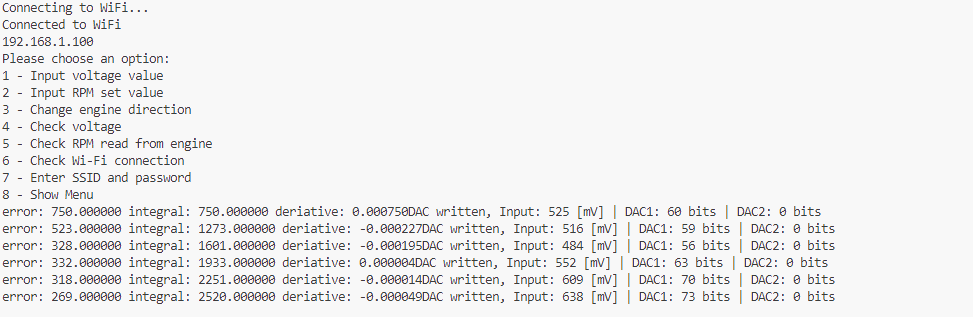 Connecting to WiFi...
Connected to WiFi
192.168.1.100
Please choose an option:
1 - Input voltage value
2 - Input RPM set value
3 - Change engine direction
4 - Check voltage
5 - Check RPM read from engine
6 - Check Wi-Fi connection
7 - Enter SSID and password
8 - Show Menu
error: 750.000000 integral: 750.000000 deriative: 0.000750DAC written, Input: 525 [mV] | DAC1: 60 bits | DAC2: 0 bits
error: 523.000000 integral: 1273.000000 deriative: -0.000227DAC written, Input: 516 [mV] | DAC1: 59 bits | DAC2: 0 bits
error: 328.000000 integral: 1601.000000 deriative: -0.000195DAC written, Input: 484 [mV] | DAC1: 56 bits | DAC2: 0 bits
error: 332.000000 integral: 1933.000000 deriative: 0.000004DAC written, Input: 552 [mV] | DAC1: 63 bits | DAC2: 0 bits
error: 318.000000 integral: 2251.000000 deriative: -0.000014DAC written, Input: 609 [mV] | DAC1: 70 bits | DAC2: 0 bits
error: 269.000000 integral: 2520.000000 deriative: -0.000049DAC written, Input: 638 [mV] | DAC1: 73 bits | DAC2: 0 bits